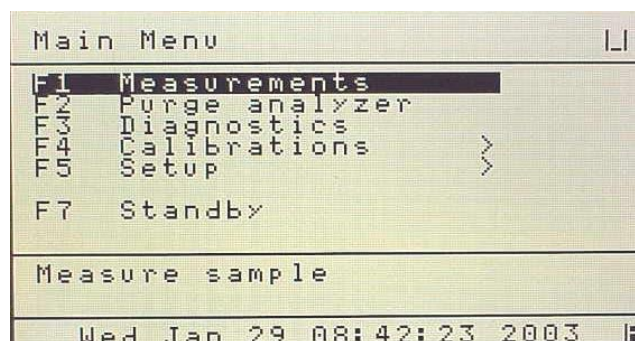 Main Menu
F1 Measurements
F2 Purge analyzer
F3 Diagnostics
F4 Calibrations >
F5 Setup >
F7 Standby
Measure sample
Wed Jan 29 08:42:23 2003